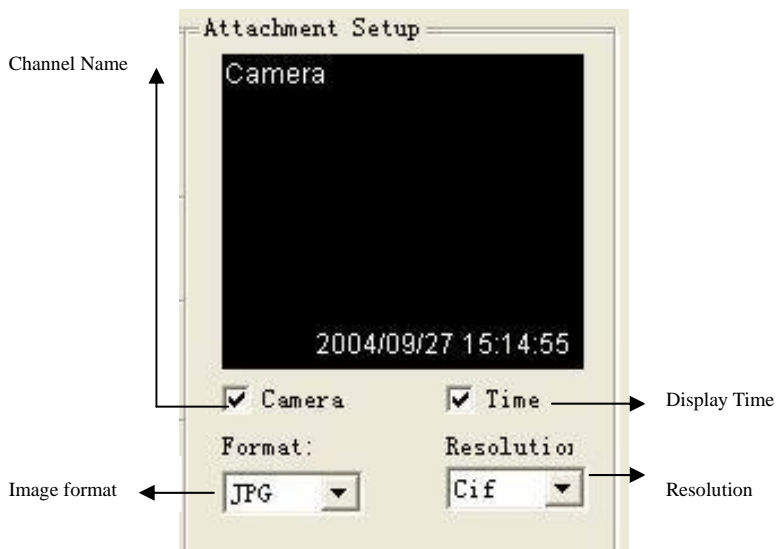 Attachment Setup
Channel Name
Camera
2004/09/27 15:14:55
Camera
Time
Display Time
Format:
Resolution
Image format
JPG
Cif
Resolution